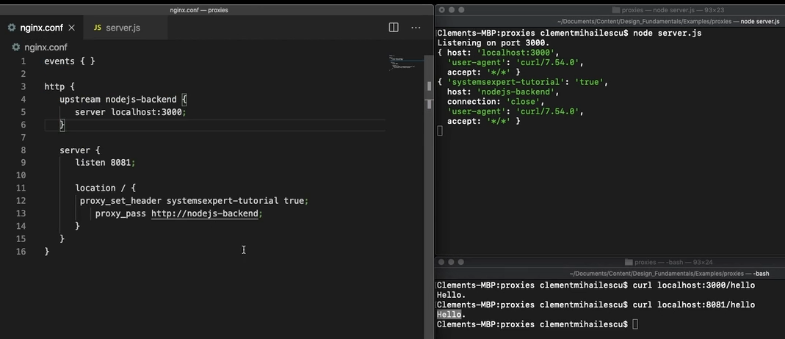 nginx.conf — proxies
nginx.conf × JS server.js ...
nginx.conf
1 events { }
2
3 http {
4 upstream nodejs-backend {
5 server localhost:3000;
6 }
7
8 server {
9 listen 8081;
10
11 location / {
12 proxy_set_header systemsexpert-tutorial true;
13 proxy_pass http://nodejs-backend;
14 }
15 }
16 }
proxies — node server.js — 93×23
~/Documents/Content/Design_Fundamentals/Examples/proxies — node server.js
Clements-MBP:proxies clementmihailescu$ node server.js
Listening on port 3000.
{ host: 'localhost:3000',
'user-agent': 'curl/7.54.0',
accept: '*/*' }
{ 'systemsexpert-tutorial': 'true',
host: 'nodejs-backend',
connection: 'close',
'user-agent': 'curl/7.54.0',
accept: '*/*' }
proxies — -bash — 93×24
~/Documents/Content/Design_Fundamentals/Examples/proxies — -bash
Clements-MBP:proxies clementmihailescu$ curl localhost:3000/hello
Hello.
Clements-MBP:proxies clementmihailescu$ curl localhost:8081/hello
Hello.
Clements-MBP:proxies clementmihailescu$